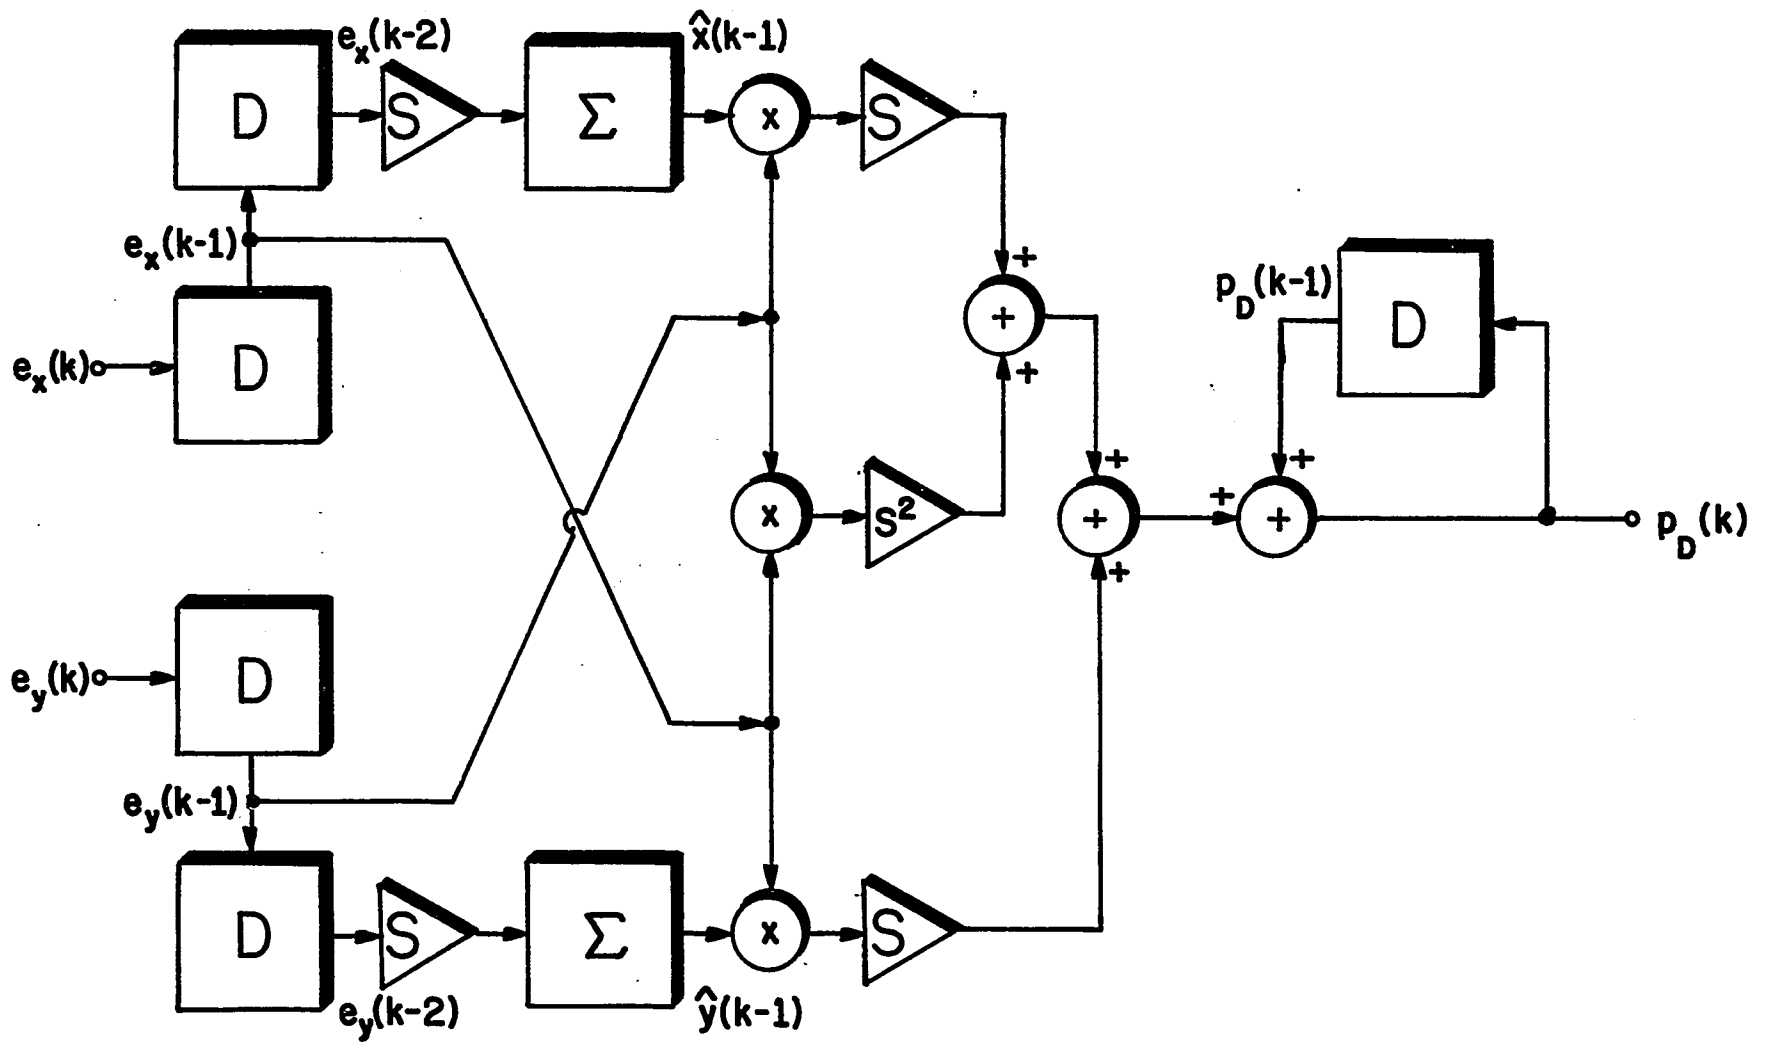 e_x(k-2)
x̂(k-1)
D
S
Σ
x
S
e_x(k-1)
+
p_D(k-1)
D
+
e_x(k)
D
+
+
+
+
x
S²
+
+
p_D(k)
+
e_y(k)
D
e_y(k-1)
D
S
Σ
x
S
e_y(k-2)
ŷ(k-1)